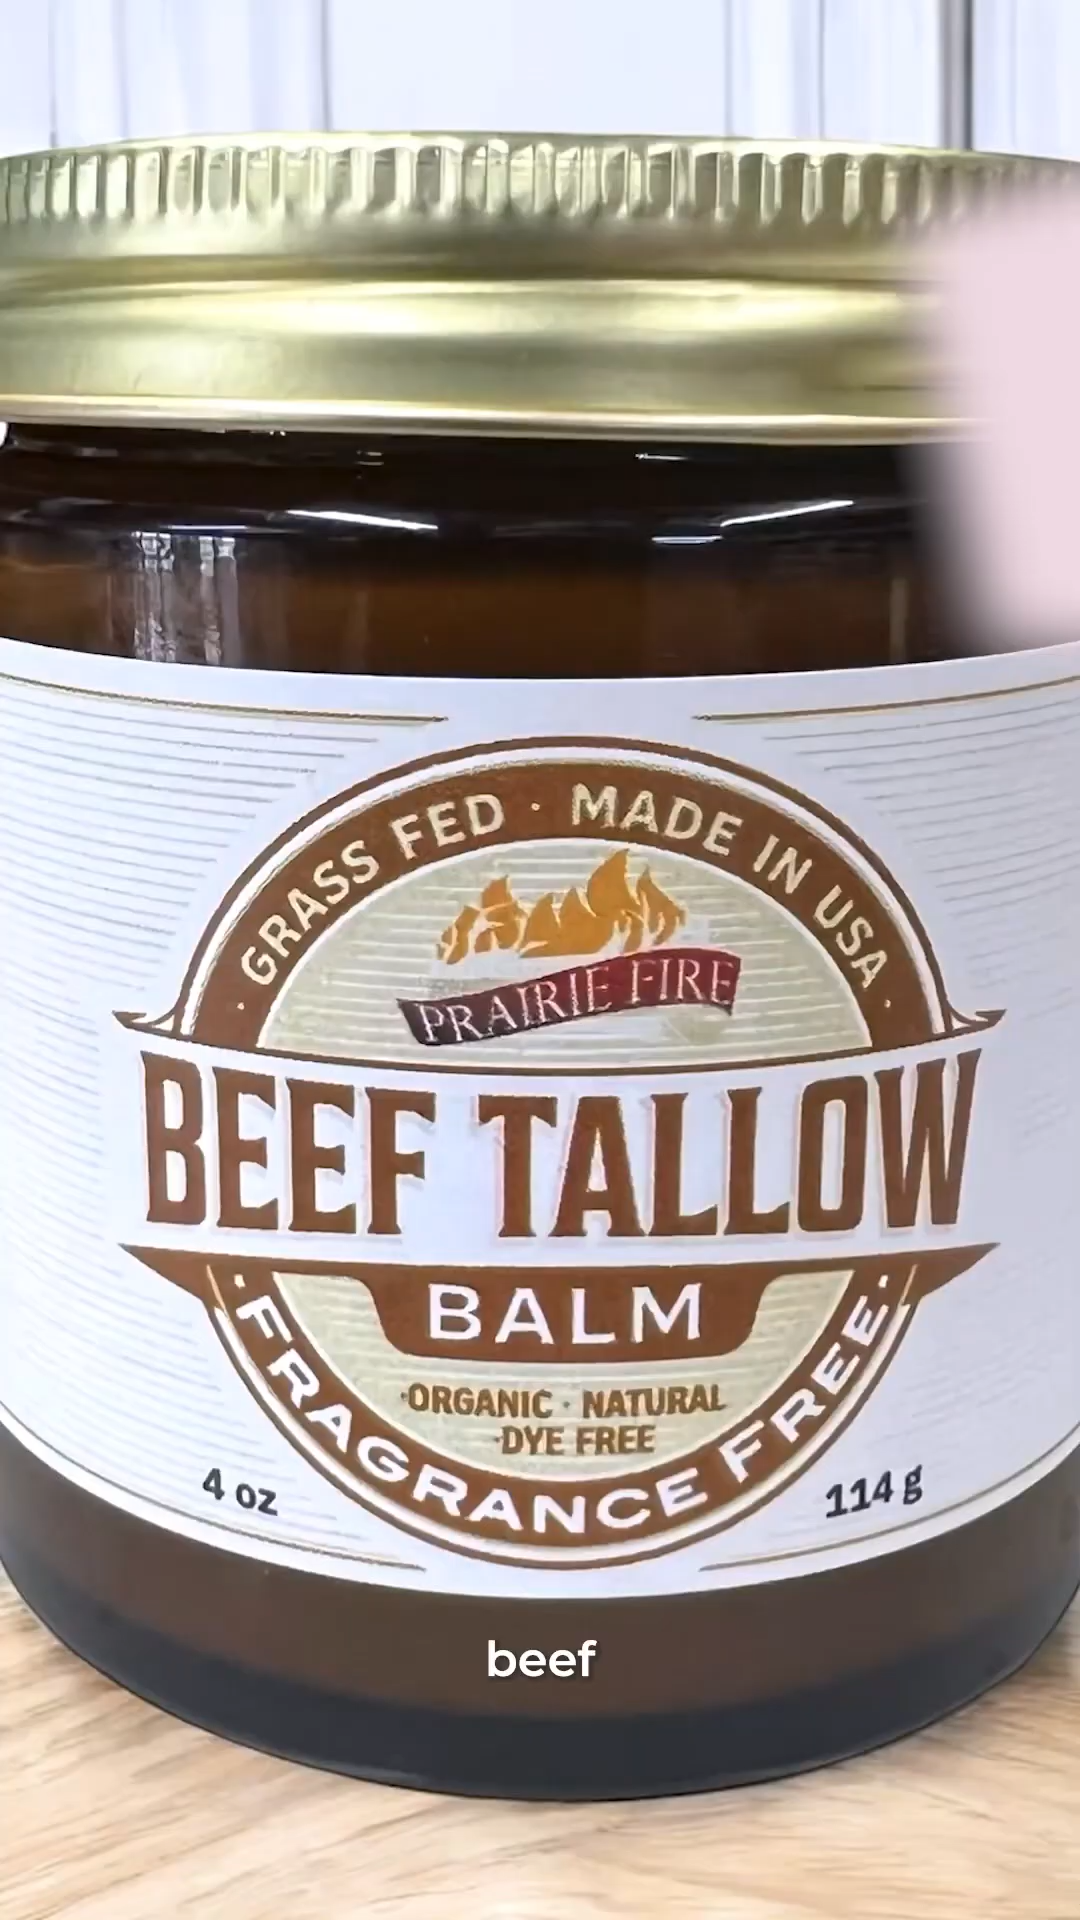 GRASS FED · MADE IN USA
PRAIRIE FIRE
BEEF TALLOW
BALM
·ORGANIC · NATURAL
·DYE FREE
·FRAGRANCE FREE·
4 oz
114 g
beef